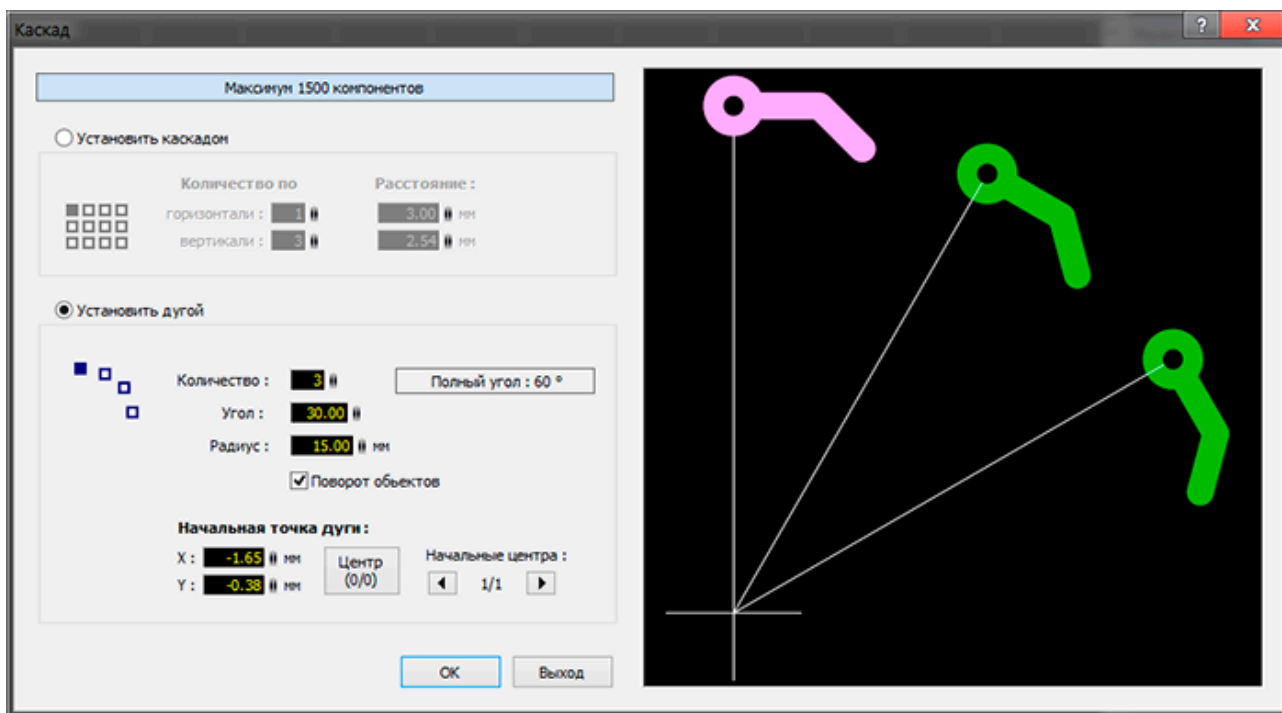 Каскад
Максимум 1500 компонентов
Установить каскадом
Количество по Расстояние :
горизонтали : 1 3.00 мм
вертикали : 3 2.54 мм
Установить дугой
Количество : 3 Полный угол : 60 °
Угол : 30.00
Радиус : 15.00 мм
Поворот обьектов
Начальная точка дуги :
X : -1.65 мм Центр (0/0) Начальные центра :
Y : -0.38 мм 1/1
OK Выход